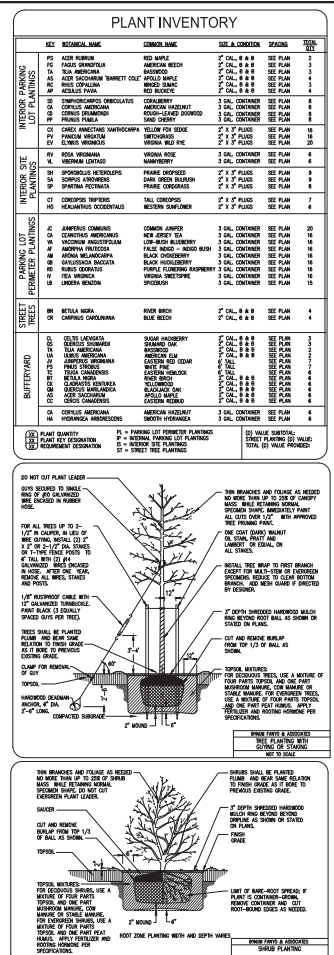 PLANT INVENTORY
KEY BOTANICAL NAME COMMON NAME SIZE & CONDITION SPACING TOTAL QTY
INTERIOR PARKING LOT PLANTINGS
PS ACER RUBRUM RED MAPLE 2" CAL., B & B SEE PLAN 2
FG FAGUS GRANDIFOLIA AMERICAN BEECH 2" CAL., B & B SEE PLAN 3
TA TILIA AMERICANA BASSWOOD 2" CAL., B & B SEE PLAN 3
AS ACER SACCHARUM 'BARRETT COLE' APOLLO MAPLE 2" CAL., B & B SEE PLAN 4
RC RHUS COPALLINA WINGED SUMAC 2" CAL., B & B SEE PLAN 3
AP AESCULUS PAVIA RED BUCKEYE 2" CAL., B & B SEE PLAN 4
SO SYMPHORICARPOS ORBICULATUS CORALBERRY 3 GAL. CONTAINER SEE PLAN 8
CA CORYLUS AMERICANA AMERICAN HAZELNUT 3 GAL. CONTAINER SEE PLAN 8
CD CORNUS DRUMMONDII ROUGH-LEAVED DOGWOOD 3 GAL. CONTAINER SEE PLAN 8
PP PRUNUS PUMILA SAND CHERRY 3 GAL. CONTAINER SEE PLAN 8
CX CAREX ANNECTANS XANTHOCARPA YELLOW FOX SEDGE 2" X 3" PLUGS SEE PLAN 16
PV PANICUM VIRGATUM SWITCHGRASS 2" X 3" PLUGS SEE PLAN 16
EV ELYMUS VIRGINICUS VIRGINIA WILD RYE 2" X 3" PLUGS SEE PLAN 20
INTERIOR SITE PLANTINGS
RV ROSA VIRGINIANA VIRGINIA ROSE 3 GAL. CONTAINER SEE PLAN 6
VL VIBERNUM LENTAGO NANNYBERRY 3 GAL. CONTAINER SEE PLAN 6
SH SPOROBOLUS HETEROLEPIS PRAIRIE DROPSEED 2" X 3" PLUGS SEE PLAN 9
SA SCIRPUS ATROVIRENS DARK GREEN BULRUSH 2" X 3" PLUGS SEE PLAN 9
SP SPARTINA PECTINATA PRAIRIE CORDGRASS 2" X 3" PLUGS SEE PLAN 8
CT COREOPSIS TRIPTERIS TALL COREOPSIS 2" X 3" PLUGS SEE PLAN 6
HO HEALIANTHUS OCCIDENTALIS WESTERN SUNFLOWER 2" X 3" PLUGS SEE PLAN 7
PARKING LOT PERIMETER PLANTINGS
JC JUNIPERUS COMMUNIS COMMON JUNIPER 3 GAL. CONTAINER SEE PLAN 20
CA CEANOTHUS AMERICANUS NEW JERSEY TEA 3 GAL. CONTAINER SEE PLAN 16
VA VACCINIUM AUGUSTIFOLIUM LOW-BUSH BLUEBERRY 3 GAL. CONTAINER SEE PLAN 16
AF AMORPHA FRUTICOSA FALSE INDIGO - INDIGO BUSH 3 GAL. CONTAINER SEE PLAN 16
AM ARONIA MELANOCARPA BLACK CHOKEBERRY 3 GAL. CONTAINER SEE PLAN 16
GB GAYLUSSACIA BACCATA BLACK HUCKLEBERRY 3 GAL. CONTAINER SEE PLAN 16
RO RUBUS ODORATUS PURPLE FLOWERING RASPBERRY 3 GAL. CONTAINER SEE PLAN 16
IV ITEA VIRGINICA VIRGINIA SWEETSPIRE 3 GAL. CONTAINER SEE PLAN 16
LB LINDERA BENZOIN SPICEBUSH 3 GAL. CONTAINER SEE PLAN 15
STREET TREES
BN BETULA NIGRA RIVER BIRCH 2" CAL., B & B SEE PLAN 4
CB CARPINUS CAROLINIANA BLUE BEECH 2" CAL., B & B SEE PLAN 4
BUFFERYARD
CL CELTIS LAEVIGATA SUGAR HACKBERRY 2" CAL., B & B SEE PLAN 3
QS QUERCUS SHUMARDII SHUMARD OAK 2" CAL., B & B SEE PLAN 3
TA TILIA AMERICANA BASSWOOD 2" CAL., B & B SEE PLAN
UA ULMUS AMERICANA AMERICAN ELM 2" CAL., B & B SEE PLAN
JV JUNIPERUS VIRGINIANA EASTERN RED CEDAR 6' TALL SEE PLAN
PS PINUS STROBUS WHITE PINE 6' TALL SEE PLAN
TC TSUGA CANADENSIS EASTERN HEMLOCK 6' TALL SEE PLAN
BT BETULA NIGRA RIVER BIRCH 2" CAL., B & B SEE PLAN
CK CLADRASTIS KENTUKEA YELLOWWOOD 2" CAL., B & B SEE PLAN
QM QUERCUS MARILANDICA BLACKJACK OAK 2" CAL., B & B SEE PLAN
AS ACER SACCHARUM APOLLO MAPLE 2" CAL., B & B SEE PLAN
CC CERCIS CANADENSIS EASTERN REDBUD 2" CAL., B & B SEE PLAN
CA CORYLUS AMERICANA AMERICAN HAZELNUT 3 GAL. CONTAINER SEE PLAN 6
HA HYDRANGEA ARBORESCENS SMOOTH HYDRANGEA 3 GAL. CONTAINER SEE PLAN 6
XX PLANT QUANTITY
XX PLANT KEY DESIGNATION
XX REQUIREMENT DESIGNATION
PL = PARKING LOT PERIMETER PLANTINGS
IP = INTERNAL PARKING LOT PLANTINGS
IS = INTERIOR SITE PLANTINGS
ST = STREET TREE PLANTINGS
(D) VALUE SUBTOTAL:
STREET PLANTING (D) VALUE:
TOTAL (D) VALUE PROVIDED:
DO NOT CUT PLANT LEADER
GUYS SECURED TO SINGLE
RING OF #10 GALVANIZED
WIRE ENCASED IN RUBBER
HOSE.
FOR ALL TREES UP TO 2-
1/2" IN CALIPER, IN LIEU OF
WIRE GUYING, INSTALL (2) 2"
X 2" OR 2-1/2" DIA. STAKES
OR T-TYPE FENCE POSTS TO
4' TALL WITH (2) #14
GALVANIZED WIRES ENCASED
IN HOSE. AFTER ONE YEAR,
REMOVE ALL WIRES, STAKES
AND POSTS.
1/8" RUSTPROOF CABLE WITH
12" GALVANIZED TURNBUCKLE.
PAINT BLACK (3 EQUALLY
SPACED GUYS PER TREE).
TREES SHALL BE PLANTED
PLUMB AND BEAR SAME
RELATION TO FINISH GRADE
AS IT BORE TO PREVIOUS
EXISTING GRADE.
CLAMP FOR REMOVAL
OF GUY
TOPSOIL
HARDWOOD DEADMAN
ANCHOR, 6" DIA.
2'-6" LONG.
COMPACTED SUBGRADE
2" MOUND
6"
3'-6"
12"
THIN BRANCHES AND FOLIAGE AS NEEDED
NO MORE THAN UP TO 25% OF CANOPY
MASS WHILE RETAINING NORMAL
SPECIMEN SHAPE. IMMEDIATELY PAINT
ALL CUTS OVER 1/2" WITH APPROVED
TREE PRUNING PAINT.
ONE COAT (DARK) WALNUT
OIL STAIN, PRATT AND
LAMBERT OR EQUAL, ON
ALL STAKES.
INSTALL TREE WRAP TO FIRST BRANCH
EXCEPT FOR MULTI-STEM OR EVERGREEN
SPECIMENS. REDUCE TO CLEAR BOTTOM
BRANCH. ADD MESH GUARD IF DIRECTED
BY DESIGNER.
3" DEPTH SHREDDED HARDWOOD MULCH
RING BEYOND ROOT BALL AS SHOWN OR
STATED ON PLANS.
CUT AND REMOVE BURLAP
FROM TOP 1/3 OF BALL AS
SHOWN.
TOPSOIL MIXTURES:
FOR DECIDUOUS TREES, USE A MIXTURE OF
FOUR PARTS TOPSOIL AND ONE PART
MUSHROOM MANURE, COW MANURE OR
STABLE MANURE. FOR EVERGREEN TREES,
USE A MIXTURE OF FOUR PARTS TOPSOIL
AND ONE PART PEAT HUMUS. APPLY
FERTILIZER AND ROOTING HORMONE PER
SPECIFICATIONS.
BYNUM FANYO & ASSOCIATES
TREE PLANTING WITH
GUYING OR STAKING
NOT TO SCALE
THIN BRANCHES AND FOLIAGE AS NEEDED
NO MORE THAN UP TO 25% OF SHRUB
MASS WHILE RETAINING NORMAL
SPECIMEN SHAPE. DO NOT CUT
EVERGREEN PLANT LEADER.
SAUCER
CUT AND REMOVE
BURLAP FROM TOP 1/3
OF BALL AS SHOWN.
TOPSOIL
TOPSOIL MIXTURES:
FOR DECIDUOUS SHRUBS, USE A
MIXTURE OF FOUR PARTS
TOPSOIL AND ONE PART
MUSHROOM MANURE, COW
MANURE OR STABLE MANURE.
FOR EVERGREEN SHRUBS, USE A
MIXTURE OF FOUR PARTS
TOPSOIL AND ONE PART PEAT
HUMUS. APPLY FERTILIZER AND
ROOTING HORMONE PER
SPECIFICATIONS.
SHRUBS SHALL BE PLANTED
PLUMB AND BEAR SAME RELATION
TO FINISH GRADE AS IT BORE TO
PREVIOUS EXISTING GRADE.
3" DEPTH SHREDDED HARDWOOD
MULCH RING BEYOND BEYOND
DRIPLINE AS SHOWN OR STATED
ON PLANS.
FINISH
GRADE
LIMIT OF BARE-ROOT SPREAD; IF
PLANT IS CONTAINER-GROWN,
REMOVE CONTAINER AND CUT
ROOT-BOUND EDGES AS NEEDED.
2" MOUND
6"
ROOT ZONE PLANTING WIDTH AND DEPTH VARIES
BYNUM FANYO & ASSOCIATES
SHRUB PLANTING